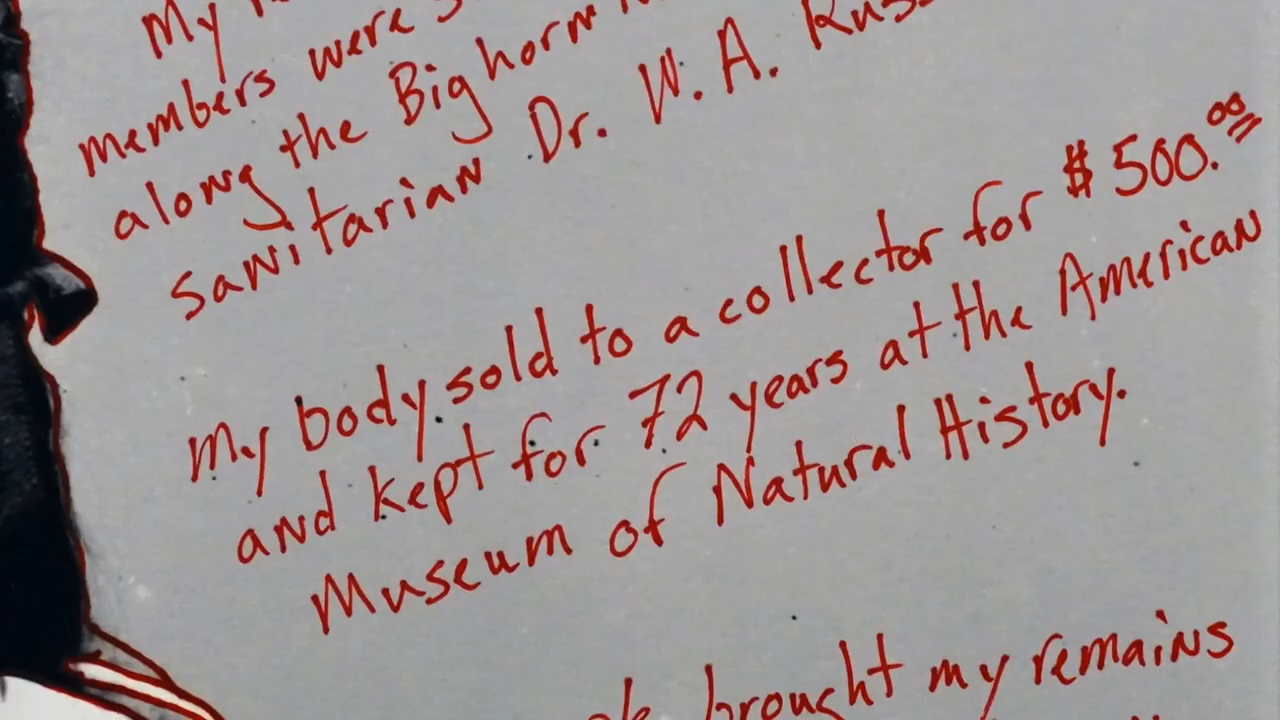 My
members were
along the Bighorn
sanitarian Dr. W. A.
My body sold to a collector for $500.00
and kept for 72 years at the American
Museum of Natural History.
brought my remains